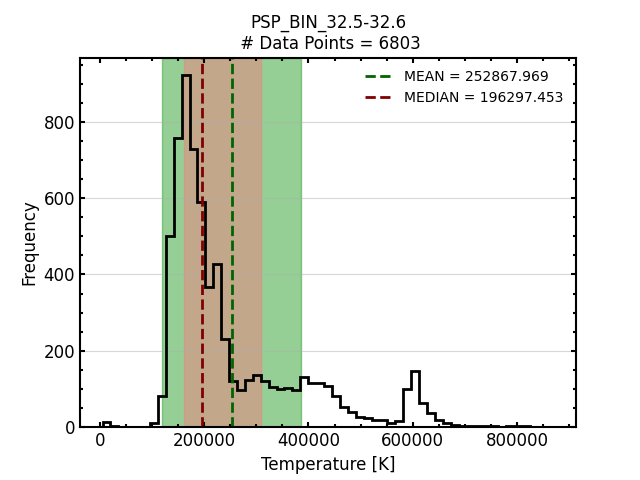 PSP_BIN_32.5-32.6
# Data Points = 6803
MEAN = 252867.969
MEDIAN = 196297.453
Frequency
800
600
400
200
0
0 200000 400000 600000 800000
Temperature [K]